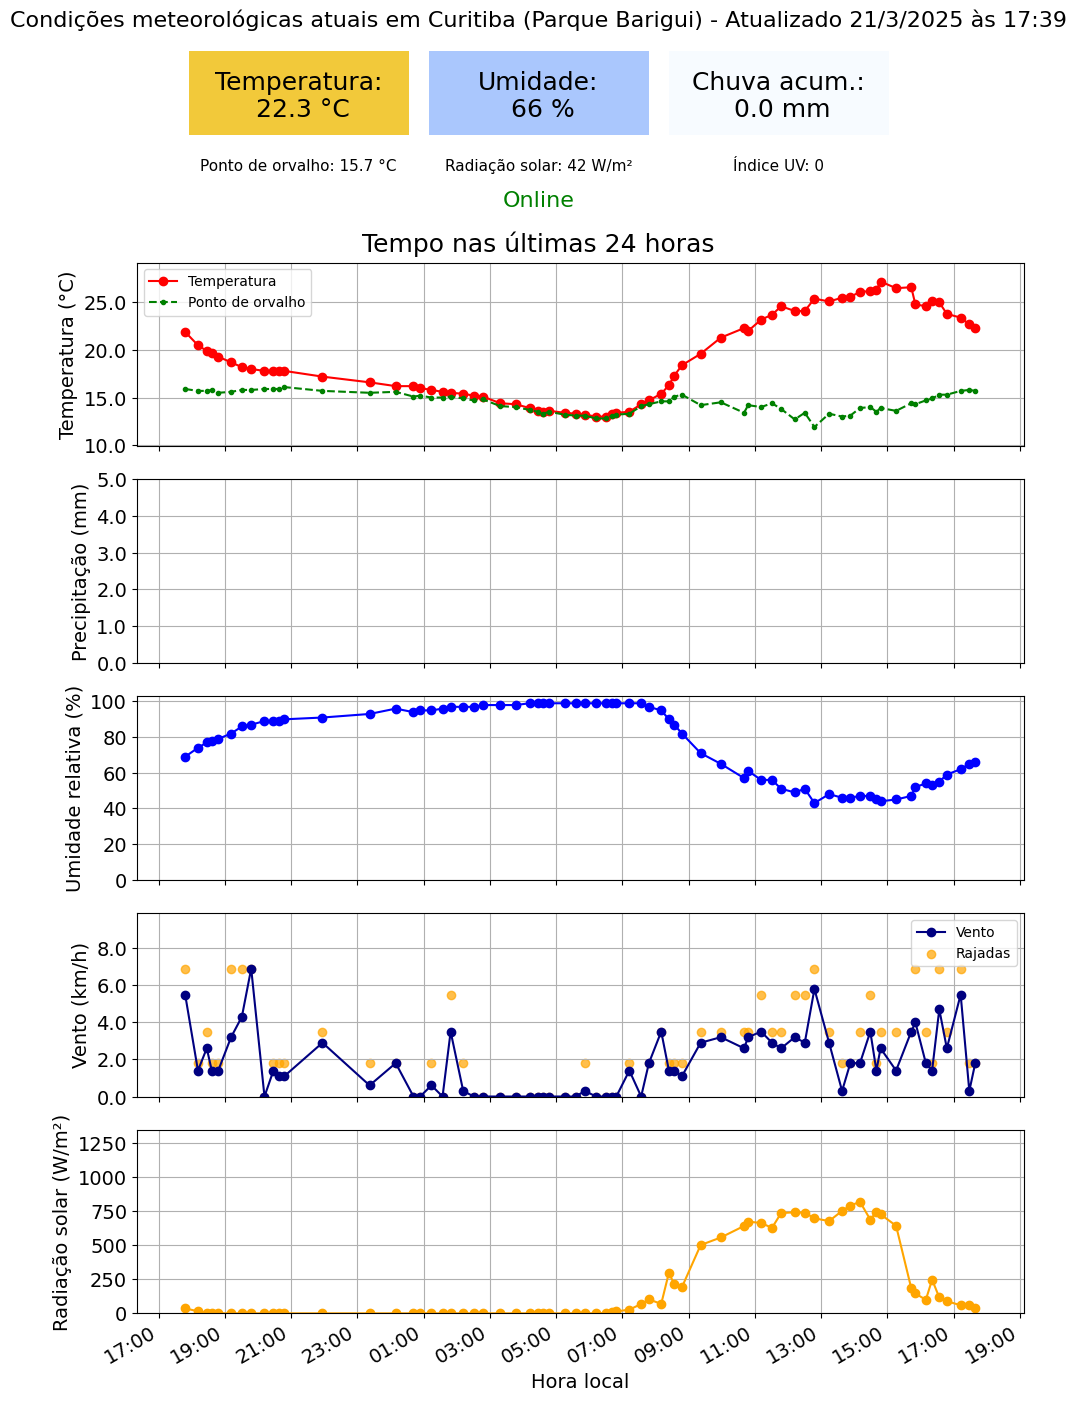 Condições meteorológicas atuais em Curitiba (Parque Barigui) - Atualizado 21/3/2025 às 17:39
Temperatura:
22.3 °C
Umidade:
66 %
Chuva acum.:
0.0 mm
Ponto de orvalho: 15.7 °C
Radiação solar: 42 W/m²
Índice UV: 0
Online
Tempo nas últimas 24 horas
Temperatura (°C)
25.0
20.0
15.0
10.0
Temperatura
Ponto de orvalho
Precipitação (mm)
5.0
4.0
3.0
2.0
1.0
0.0
Umidade relativa (%)
100
80
60
40
20
0
Vento (km/h)
8.0
6.0
4.0
2.0
0.0
Vento
Rajadas
Radiação solar (W/m²)
1250
1000
750
500
250
0
17:00
19:00
21:00
23:00
01:00
03:00
05:00
07:00
09:00
11:00
13:00
15:00
17:00
19:00
Hora local